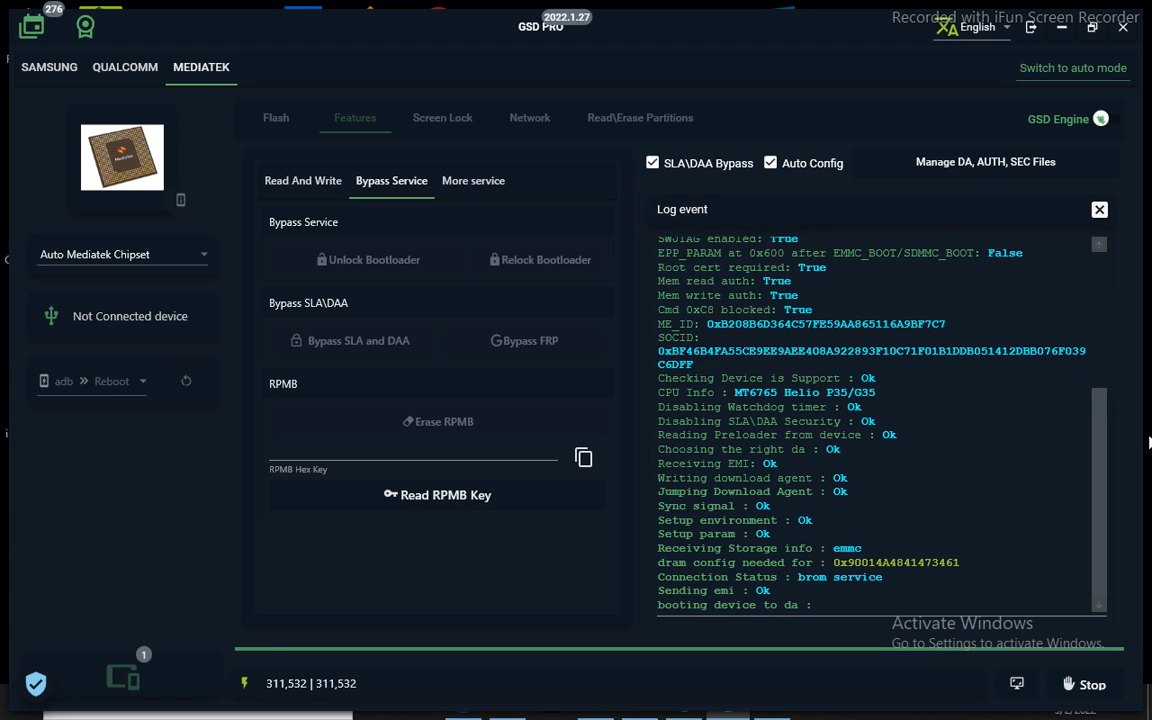 Recorded with iFun Screen Recorder
276
2022.1.27
GSD PRO
English
SAMSUNG QUALCOMM MEDIATEK
Switch to auto mode
Flash Features Screen Lock Network Read\Erase Partitions
GSD Engine
SLA\DAA Bypass Auto Config Manage DA, AUTH, SEC Files
Read And Write Bypass Service More service
Log event
Bypass Service
Unlock Bootloader Relock Bootloader
Bypass SLA\DAA
Bypass SLA and DAA Bypass FRP
RPMB
Erase RPMB
RPMB Hex Key
Read RPMB Key
Auto Mediatek Chipset
Not Connected device
adb » Reboot
SWJTAG enabled: True
EPP_PARAM at 0x600 after EMMC_BOOT/SDMMC_BOOT: False
Root cert required: True
Mem read auth: True
Mem write auth: True
Cmd 0xC8 blocked: True
ME_ID: 0xB208B6D364C57FE59AA865116A9BF7C7
SOCID:
0xBF46B4FA55CE9EE9AEE408A922893F10C71F01B1DDB051412DBB076F039
C6DFF
Checking Device is Support : Ok
CPU Info : MT6765 Helio P35/G35
Disabling Watchdog timer : Ok
Disabling SLA\DAA Security : Ok
Reading Preloader from device : Ok
Choosing the right da : Ok
Receiving EMI: Ok
Writing download agent : Ok
Jumping Download Agent : Ok
Sync signal : Ok
Setup environment : Ok
Setup param : Ok
Receiving Storage info : emmc
dram config needed for : 0x90014A4841473461
Connection Status : brom service
Sending emi : Ok
booting device to da :
Activate Windows
Go to Settings to activate Windows.
1
311,532 | 311,532
Stop